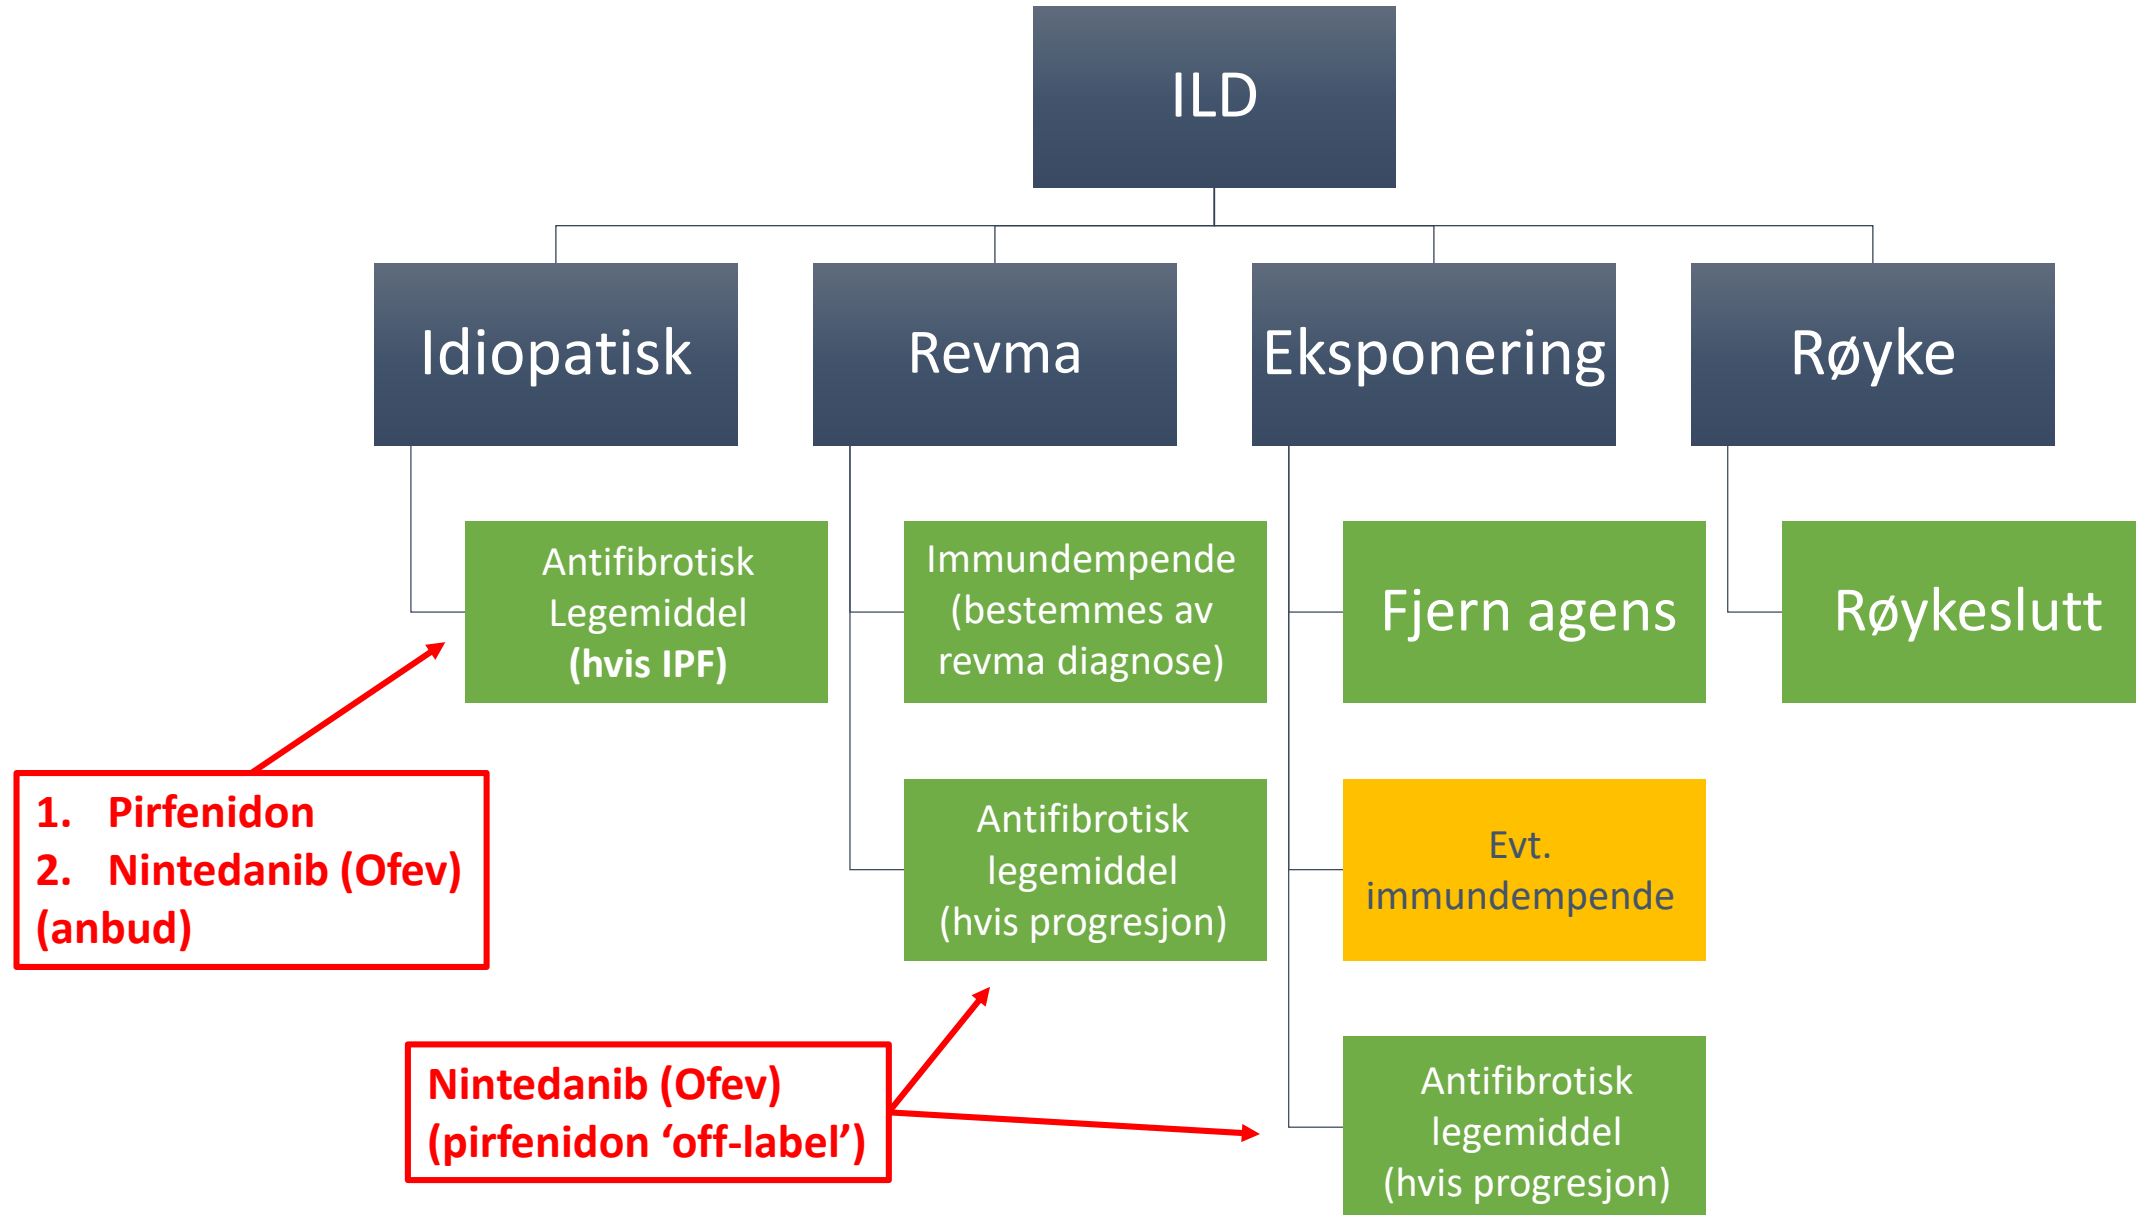 ILD
Idiopatisk
Revma
Eksponering
Røyke
Antifibrotisk
Legemiddel
(hvis IPF)
Immundempende
(bestemmes av
revma diagnose)
Fjern agens
Røykeslutt
1. Pirfenidon
2. Nintedanib (Ofev)
(anbud)
Antifibrotisk
legemiddel
(hvis progresjon)
Evt.
immundempende
Nintedanib (Ofev)
(pirfenidon ‘off-label’)
Antifibrotisk
legemiddel
(hvis progresjon)